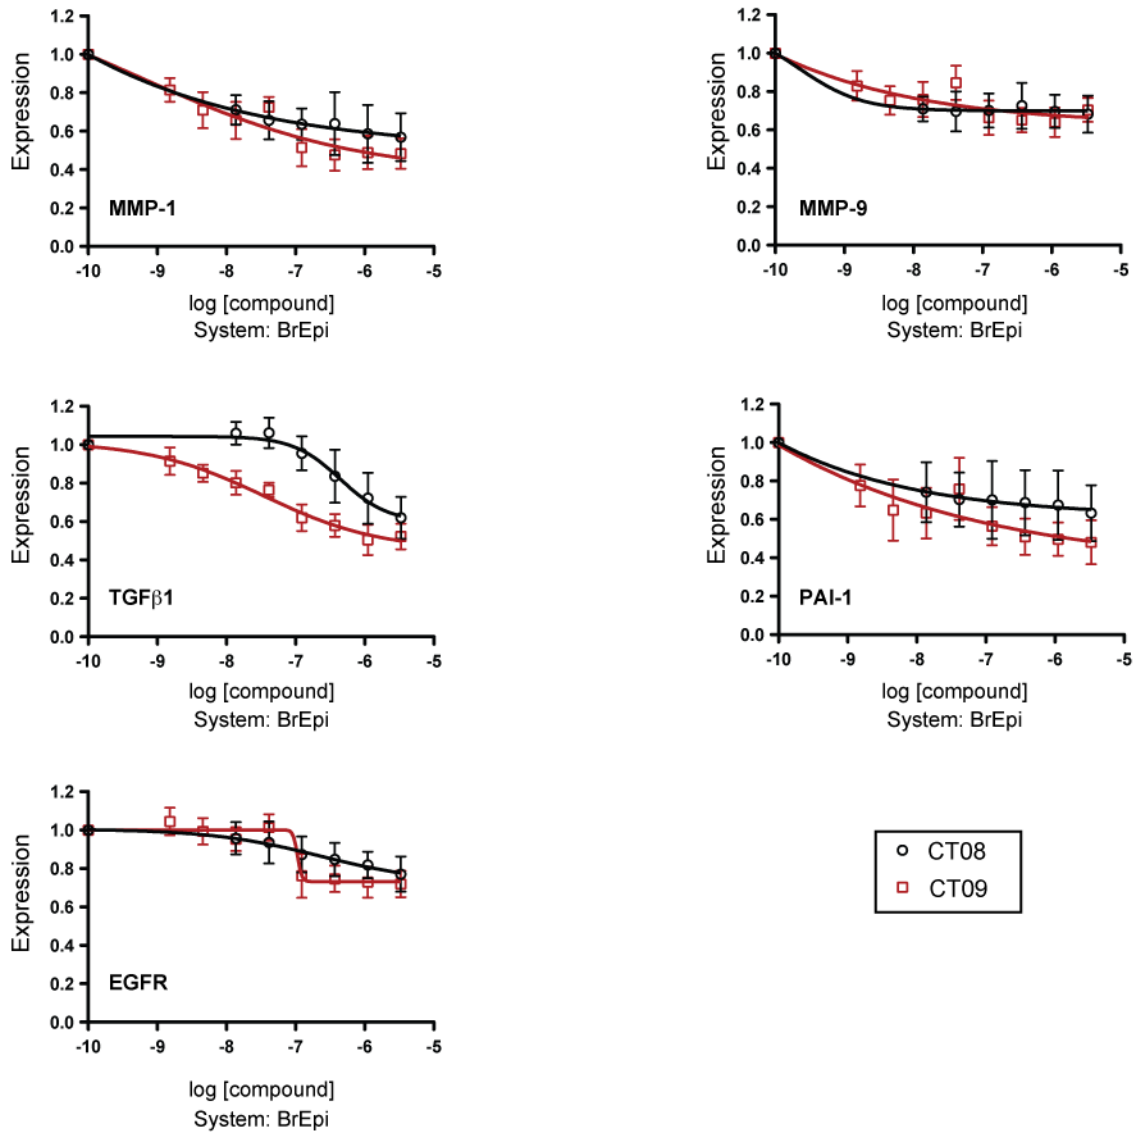 1.2
1.0
0.8
0.6
0.4
0.2
0.0
Expression
MMP-1
-10 -9 -8 -7 -6 -5
log [compound]
System: BrEpi
1.2
1.0
0.8
0.6
0.4
0.2
0.0
Expression
MMP-9
-10 -9 -8 -7 -6 -5
log [compound]
System: BrEpi
1.2
1.0
0.8
0.6
0.4
0.2
0.0
Expression
TGFβ1
-10 -9 -8 -7 -6 -5
log [compound]
System: BrEpi
1.2
1.0
0.8
0.6
0.4
0.2
0.0
Expression
PAI-1
-10 -9 -8 -7 -6 -5
log [compound]
System: BrEpi
1.2
1.0
0.8
0.6
0.4
0.2
0.0
Expression
EGFR
-10 -9 -8 -7 -6 -5
log [compound]
System: BrEpi
CT08
CT09